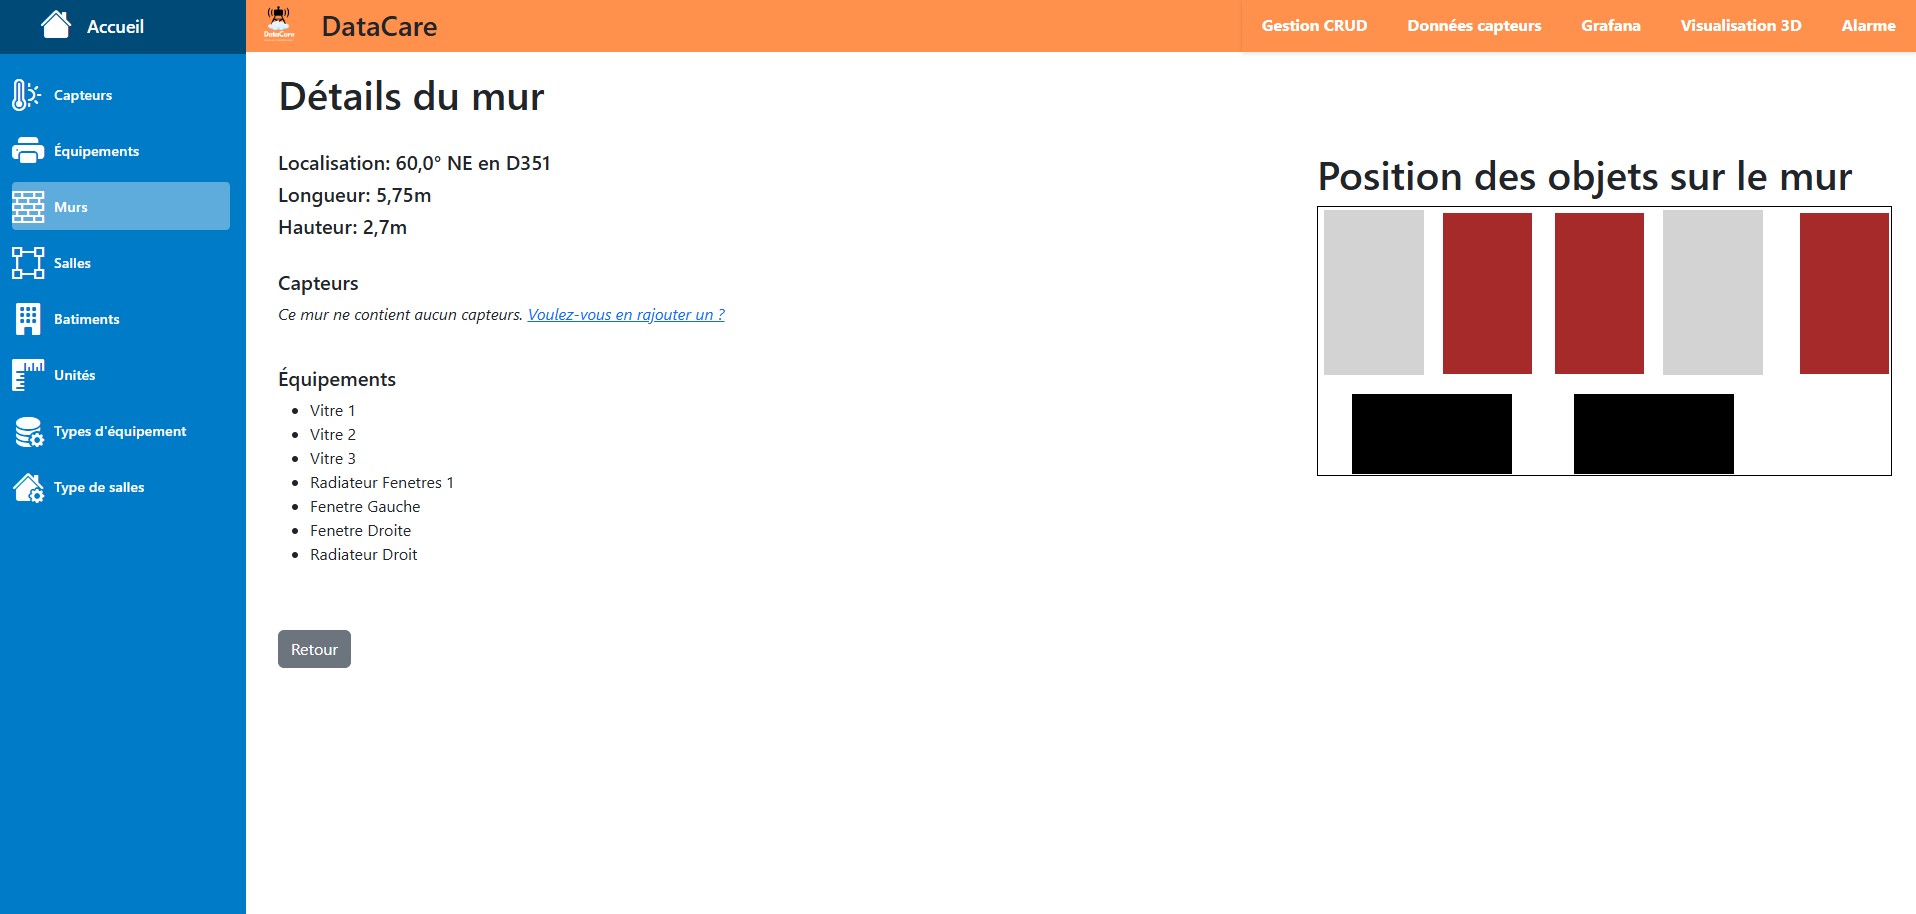 Accueil
DataCare
DataCare
Gestion CRUD
Données capteurs
Grafana
Visualisation 3D
Alarme
Capteurs
Équipements
Murs
Salles
Batiments
Unités
Types d'équipement
Type de salles
Détails du mur
Localisation: 60,0° NE en D351
Longueur: 5,75m
Hauteur: 2,7m
Capteurs
Ce mur ne contient aucun capteurs. Voulez-vous en rajouter un ?
Équipements
Vitre 1
Vitre 2
Vitre 3
Radiateur Fenetres 1
Fenetre Gauche
Fenetre Droite
Radiateur Droit
Retour
Position des objets sur le mur